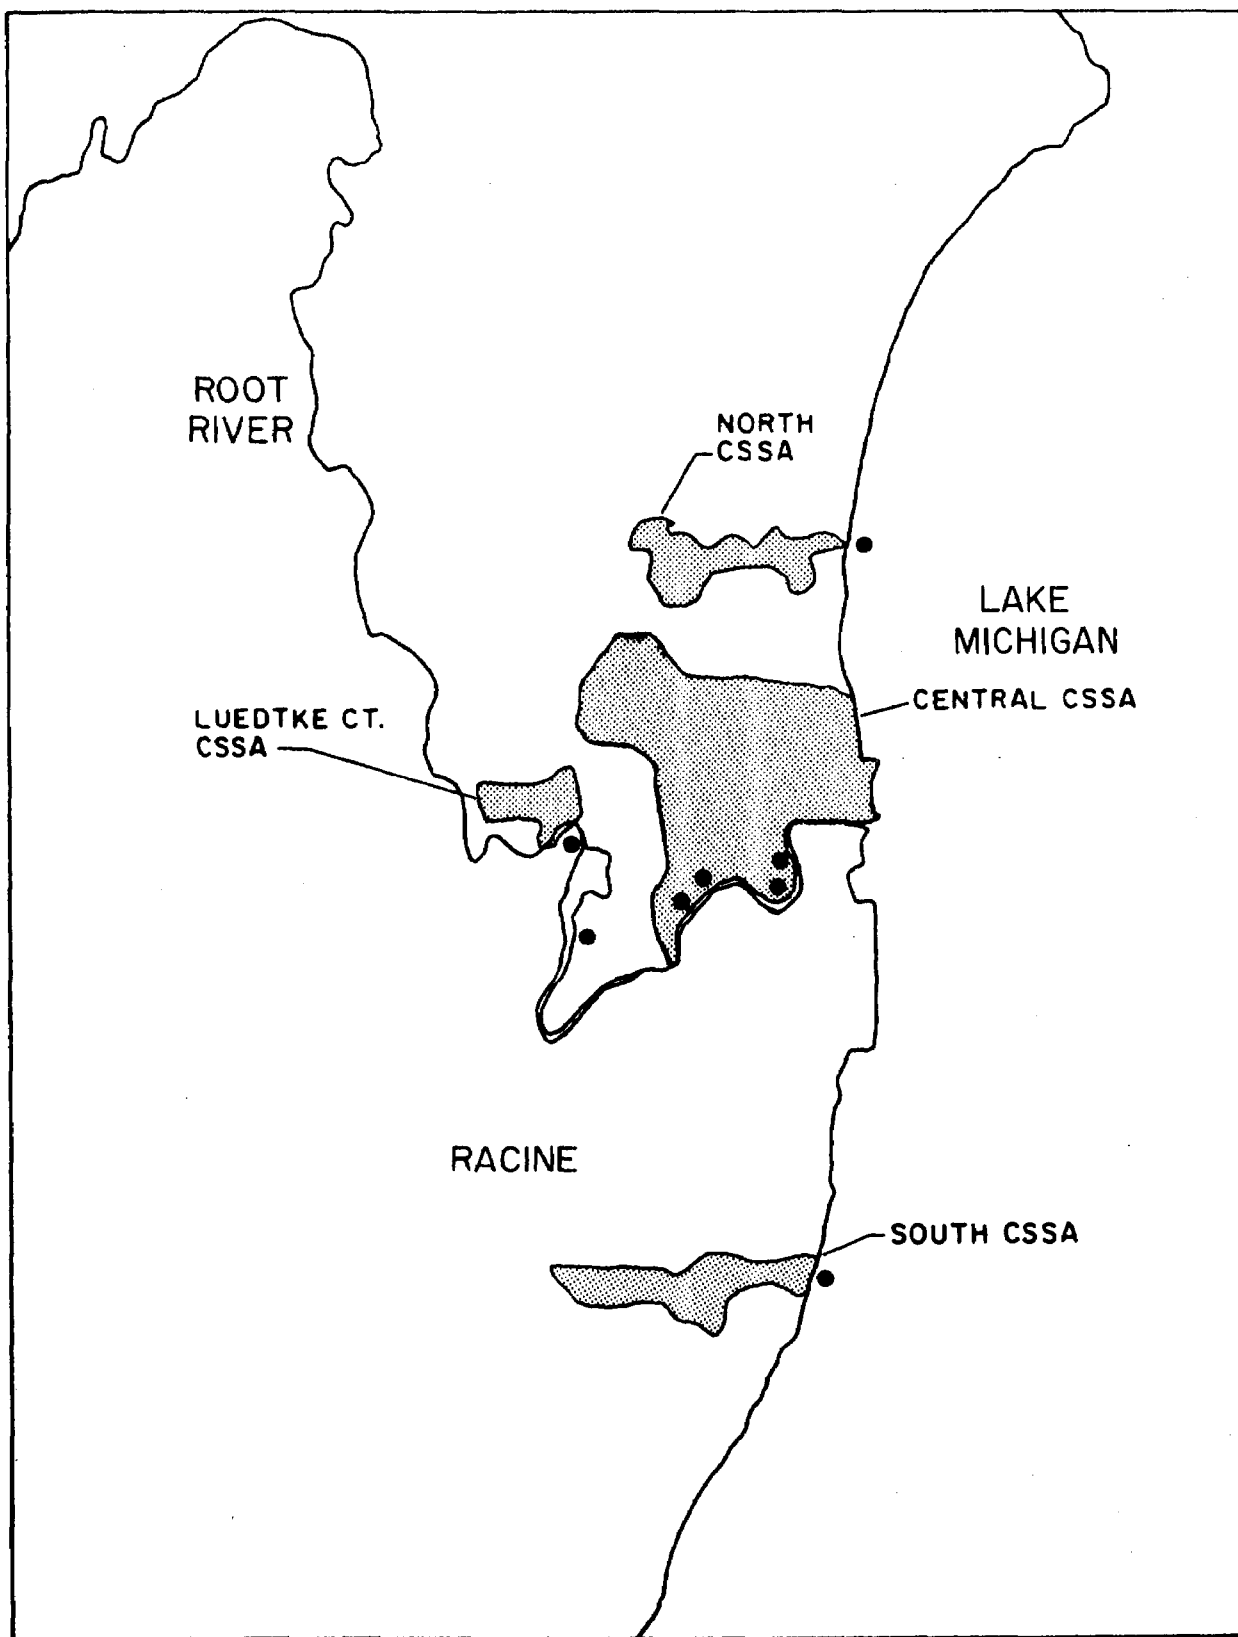 ROOT
RIVER
NORTH
CSSA
LAKE
MICHIGAN
CENTRAL CSSA
LUEDTKE CT.
CSSA
RACINE
SOUTH CSSA